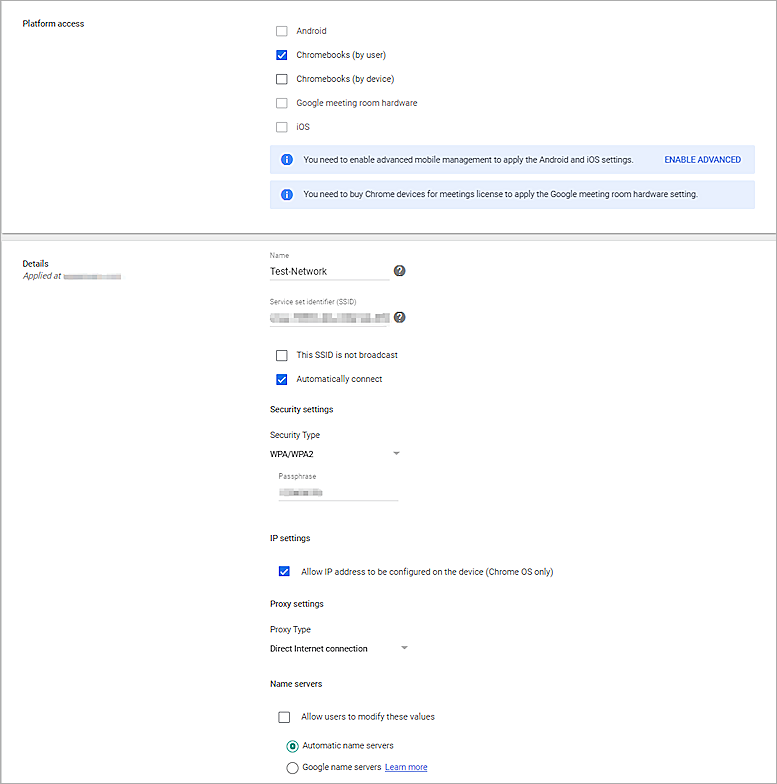 Platform access
Android
Chromebooks (by user)
Chromebooks (by device)
Google meeting room hardware
iOS
You need to enable advanced mobile management to apply the Android and iOS settings. ENABLE ADVANCED
You need to buy Chrome devices for meetings license to apply the Google meeting room hardware setting.
Details
Applied at
Name
Test-Network
Service set identifier (SSID)
This SSID is not broadcast
Automatically connect
Security settings
Security Type
WPA/WPA2
Passphrase
IP settings
Allow IP address to be configured on the device (Chrome OS only)
Proxy settings
Proxy Type
Direct Internet connection
Name servers
Allow users to modify these values
Automatic name servers
Google name servers Learn more